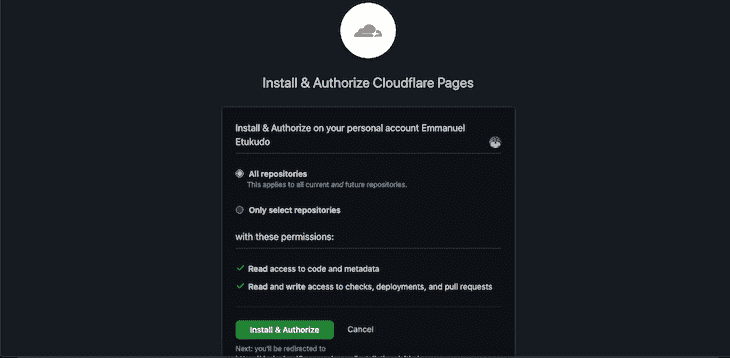 Install & Authorize Cloudflare Pages
Install & Authorize on your personal account Emmanuel
Etukudo
All repositories
This applies to all current and future repositories.
Only select repositories
with these permissions:
Read access to code and metadata
Read and write access to checks, deployments, and pull requests
Install & Authorize
Cancel
Next: you'll be redirected to